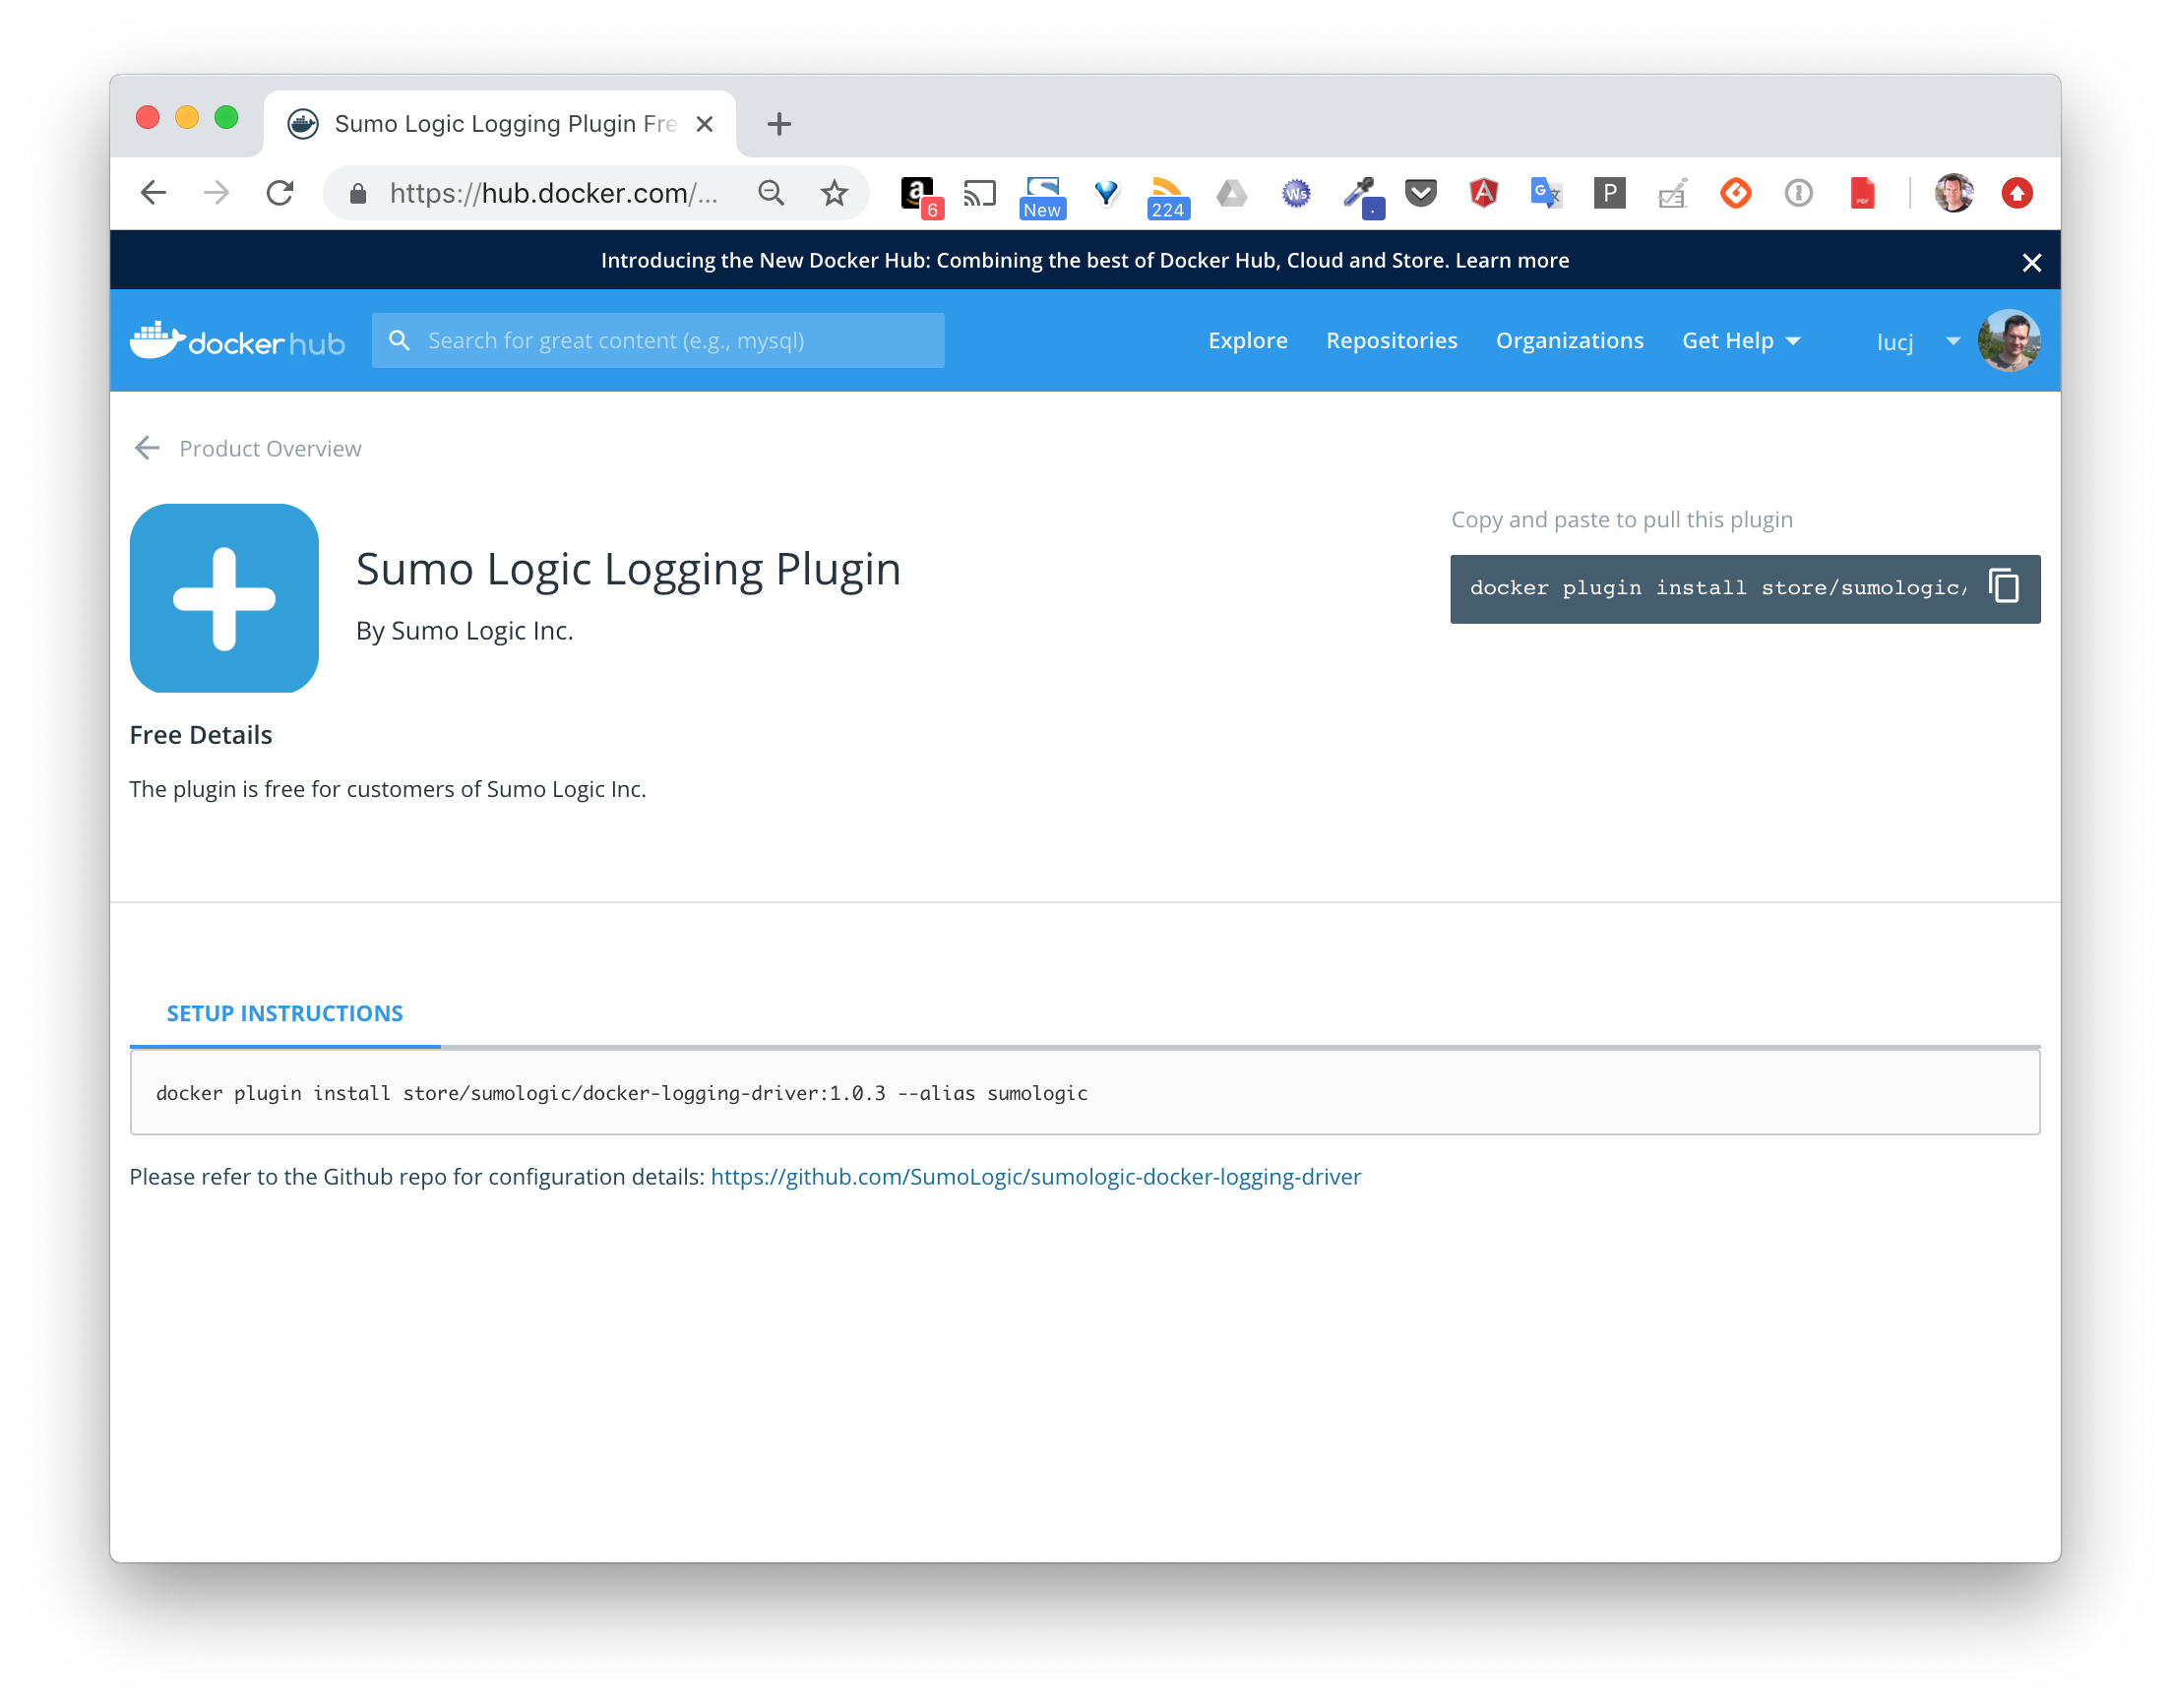 Sumo Logic Logging Plugin Fre
https://hub.docker.com/...
6
New
224
Ws
G
P
PDF
Introducing the New Docker Hub: Combining the best of Docker Hub, Cloud and Store. Learn more
docker hub
Search for great content (e.g., mysql)
Explore
Repositories
Organizations
Get Help
lucj
Product Overview
Sumo Logic Logging Plugin
By Sumo Logic Inc.
Copy and paste to pull this plugin
docker plugin install store/sumologic/
Free Details
The plugin is free for customers of Sumo Logic Inc.
SETUP INSTRUCTIONS
docker plugin install store/sumologic/docker-logging-driver:1.0.3 --alias sumologic
Please refer to the Github repo for configuration details: https://github.com/SumoLogic/sumologic-docker-logging-driver